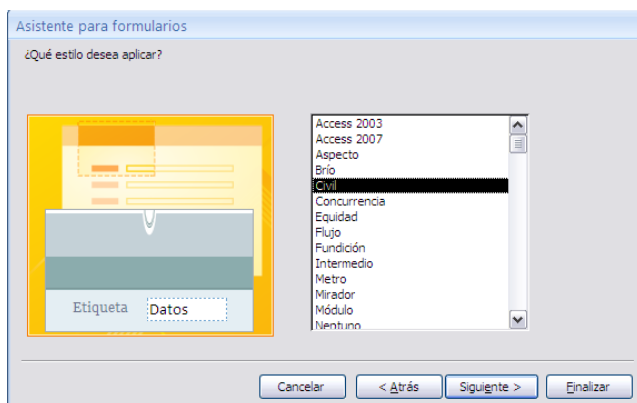 Asistente para formularios
¿Qué estilo desea aplicar?
Etiqueta Datos
Access 2003
Access 2007
Aspecto
Brío
Civil
Concurrencia
Equidad
Flujo
Fundición
Intermedio
Metro
Mirador
Módulo
Neptuno
Cancelar < Atrás Siguiente > Finalizar